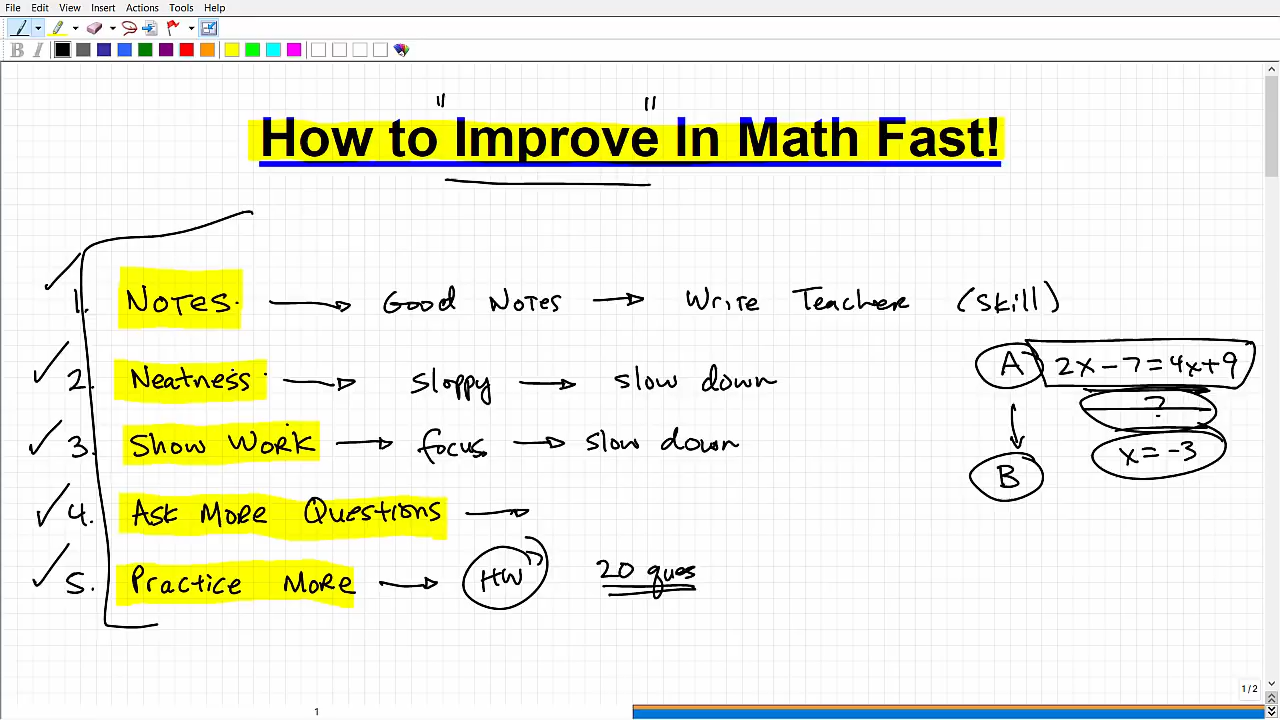 File Edit View Insert Actions Tools Help
B I
" "
How to Improve In Math Fast!
1. NOTES. → Good Notes → Write Teacher (skill)
A 2x - 7 = 4x + 9
2. Neatness → sloppy → slow down
?
3. Show Work → focus → slow down
x = -3
B
4. Ask More Questions →
5. Practice More → HW 20 ques
1/2
1